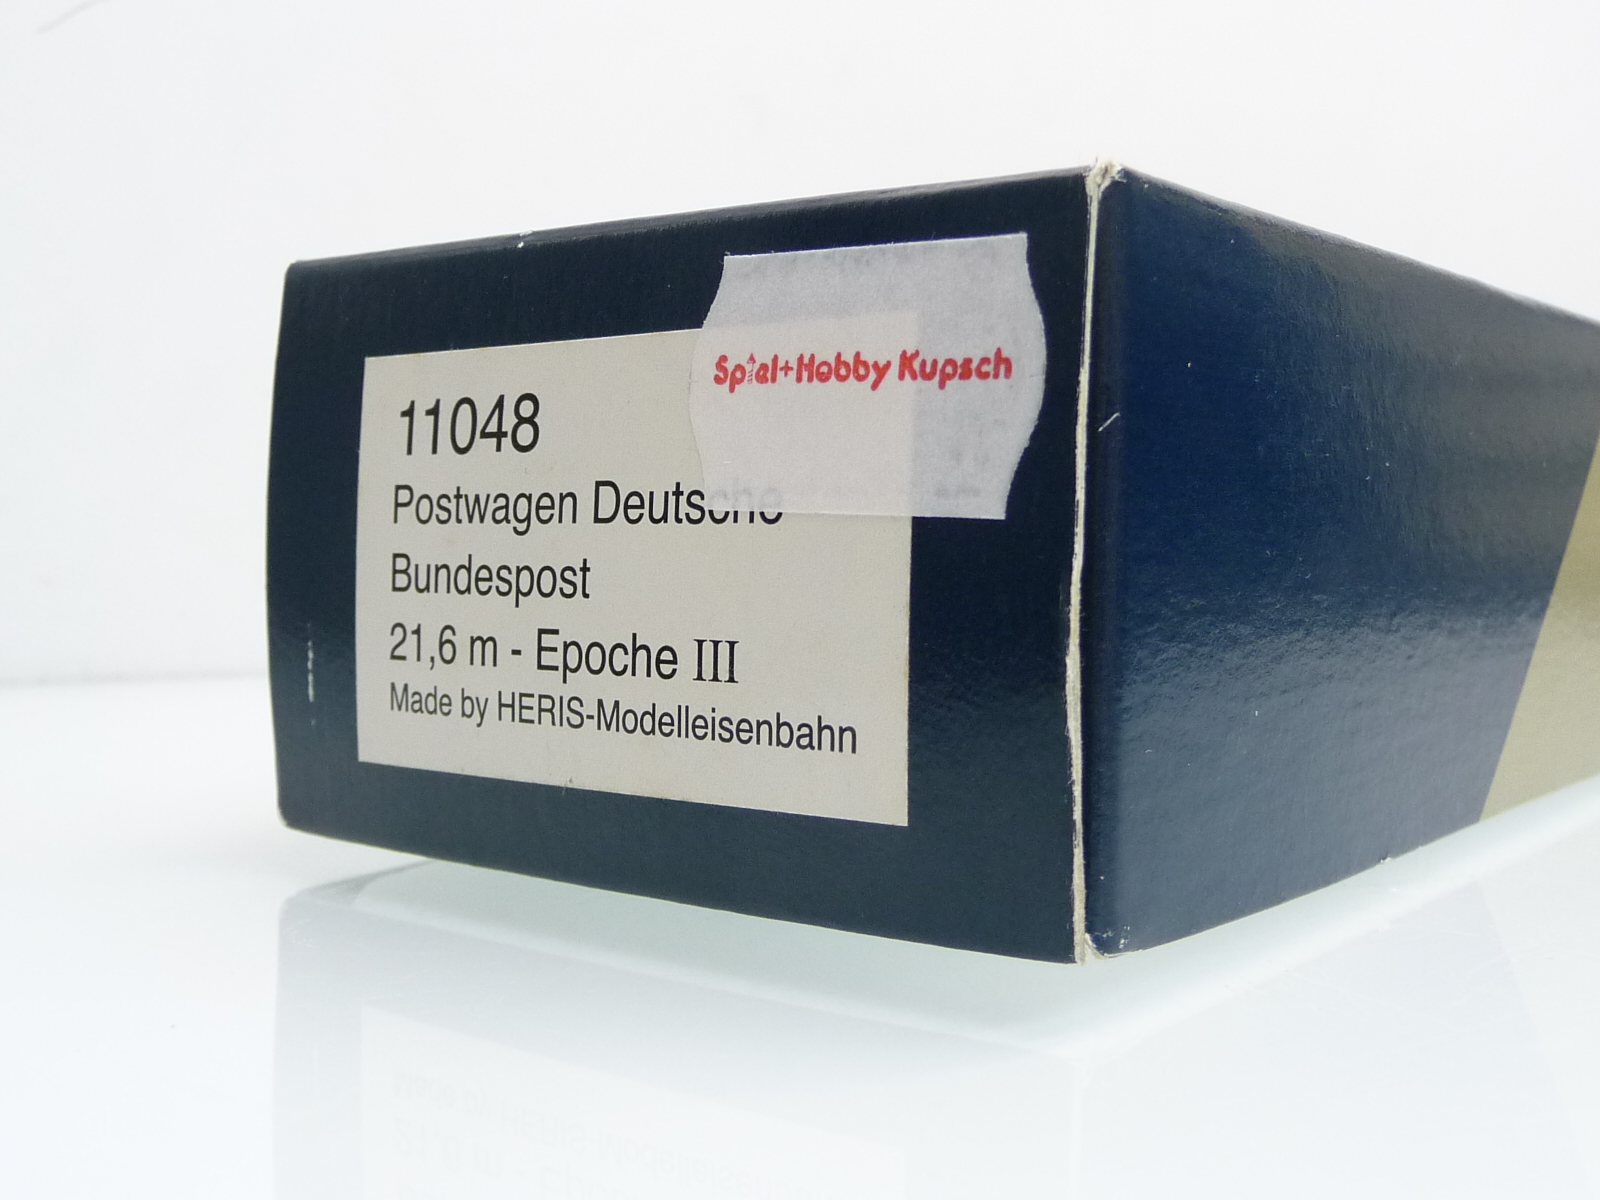 Spiel+Hobby Kupsch
11048
Postwagen Deutsche
Bundespost
21,6 m - Epoche III
Made by HERIS-Modelleisenbahn